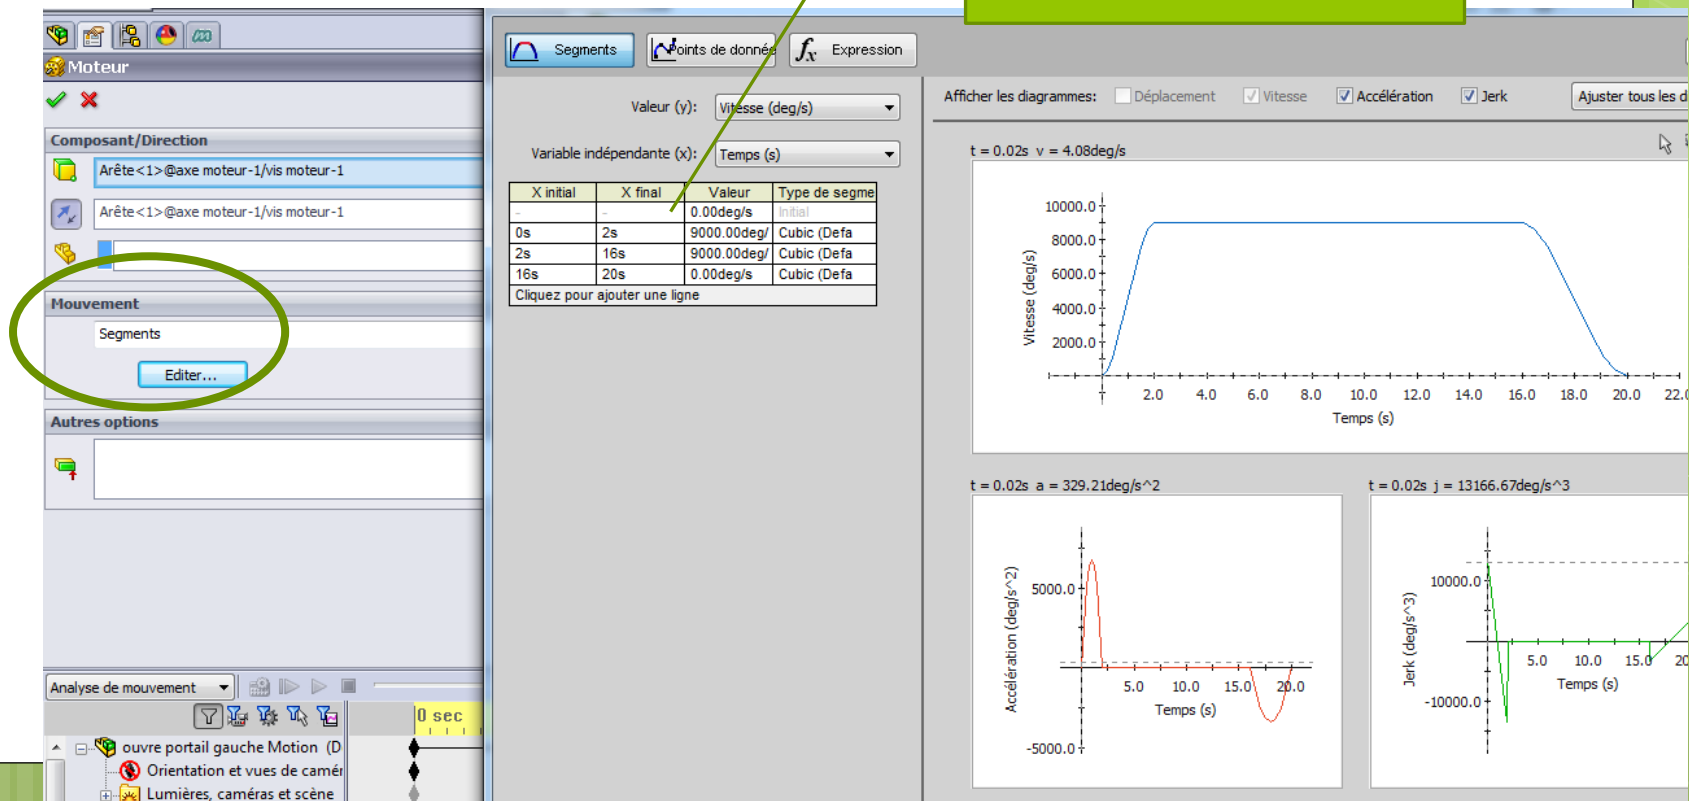 Moteur
Composant/Direction
Arête<1>@axe moteur-1/vis moteur-1
Arête<1>@axe moteur-1/vis moteur-1
Mouvement
Segments
Editer...
Autres options
Analyse de mouvement
0 sec
ouvre portail gauche Motion (D
Orientation et vues de camér
Lumières, caméras et scène
Segments Points de donnée fx Expression
Valeur (y): Vitesse (deg/s)
Variable indépendante (x): Temps (s)
X initial X final Valeur Type de segme
- - 0.00deg/s Initial
0s 2s 9000.00deg/ Cubic (Defa
2s 16s 9000.00deg/ Cubic (Defa
16s 20s 0.00deg/s Cubic (Defa
Cliquez pour ajouter une ligne
Afficher les diagrammes: Déplacement Vitesse Accélération Jerk Ajuster tous les d
t = 0.02s v = 4.08deg/s
Vitesse (deg/s)
10000.0
8000.0
6000.0
4000.0
2000.0
2.0 4.0 6.0 8.0 10.0 12.0 14.0 16.0 18.0 20.0 22.0
Temps (s)
t = 0.02s a = 329.21deg/s^2
Accélération (deg/s^2)
5000.0
5.0 10.0 15.0 20.0
Temps (s)
-5000.0
t = 0.02s j = 13166.67deg/s^3
Jerk (deg/s^3)
10000.0
5.0 10.0 15.0 20
Temps (s)
-10000.0